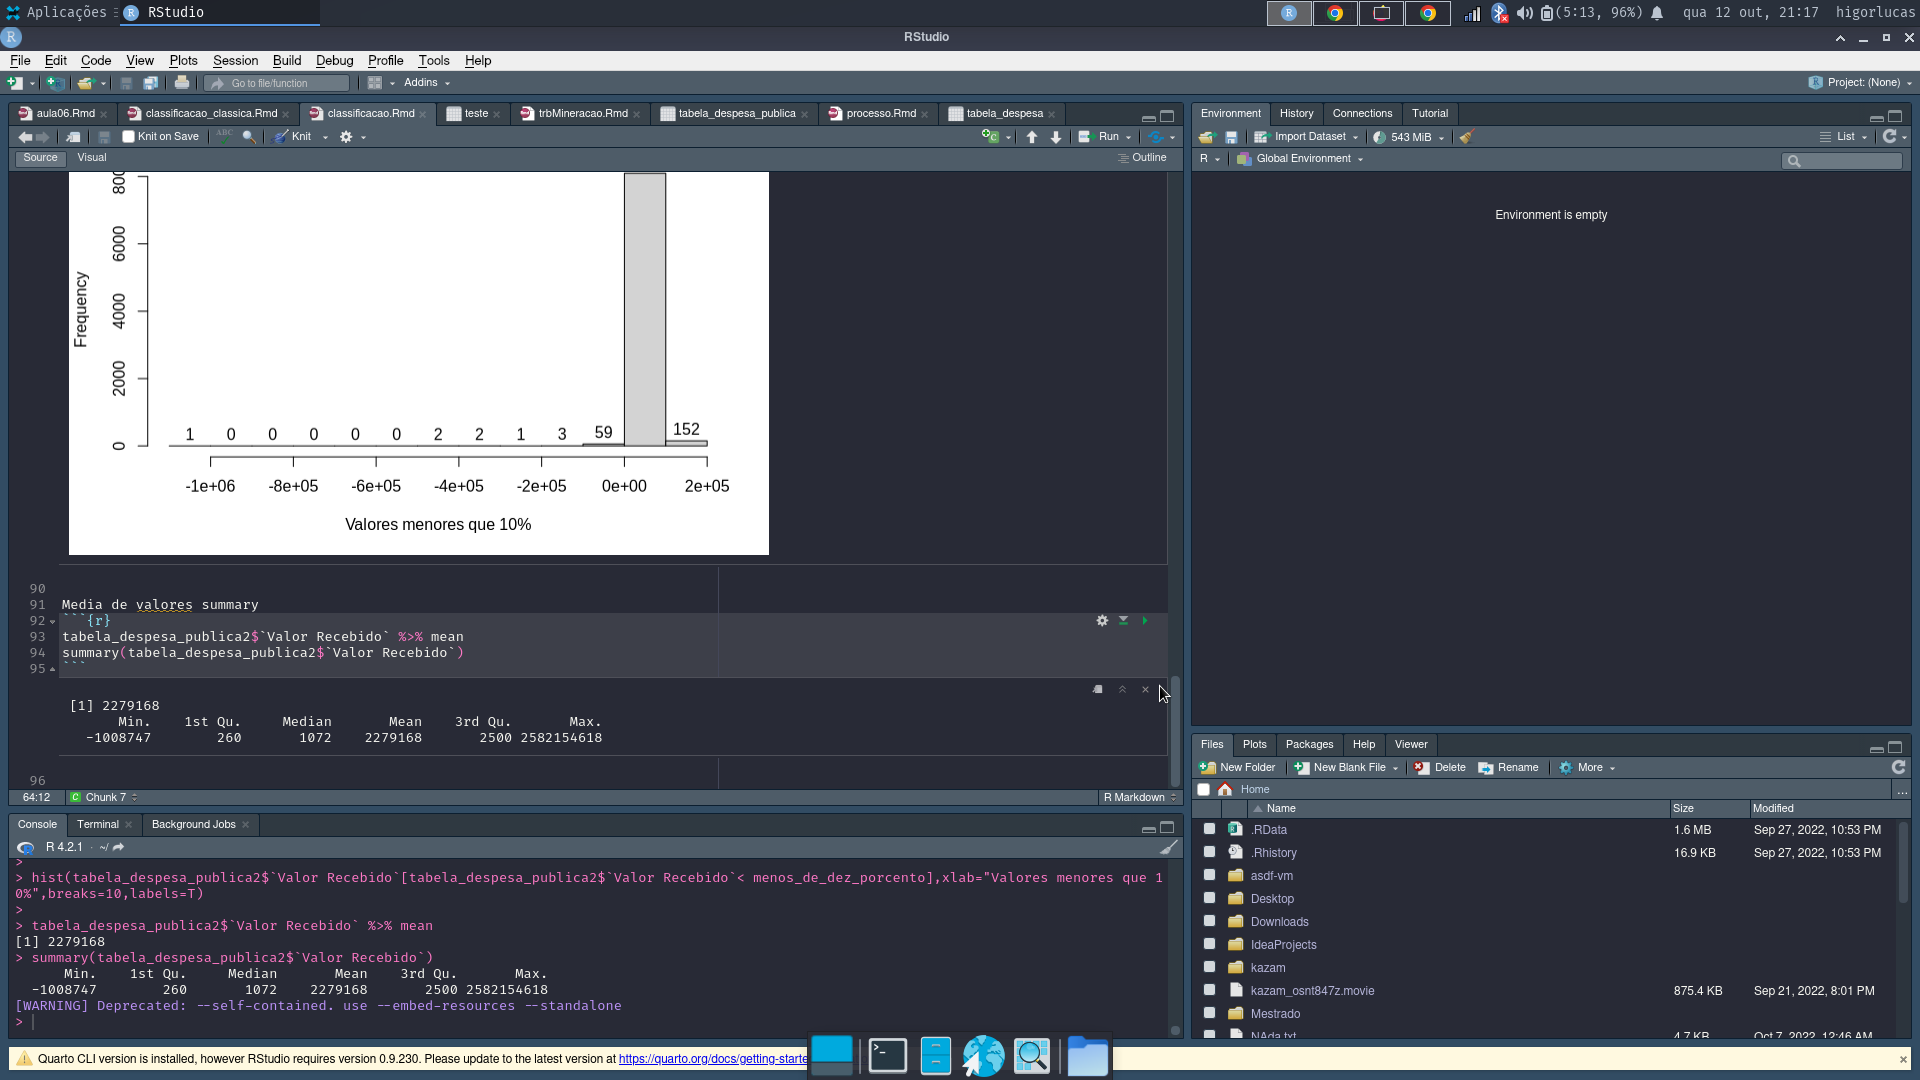 Aplicações
RStudio
(5:13, 96%)
qua 12 out, 21:17
higorlucas
RStudio
File Edit Code View Plots Session Build Debug Profile Tools Help
Go to file/function
Addins
Project: (None)
aula06.Rmd
classificacao_classica.Rmd
classificacao.Rmd
teste
trbMineracao.Rmd
tabela_despesa_publica
processo.Rmd
tabela_despesa
Knit on Save
ABC
Knit
Run
Source
Visual
Outline
Frequency
6000
4000
2000
0
1 0 0 0 0 0 2 2 1 3 59 152
-1e+06 -8e+05 -6e+05 -4e+05 -2e+05 0e+00 2e+05
Valores menores que 10%
90
91 Media de valores summary
92 ```{r}
93 tabela_despesa_publica2$`Valor Recebido` %>% mean
94 summary(tabela_despesa_publica2$`Valor Recebido`)
95 ```
[1] 2279168
Min. 1st Qu. Median Mean 3rd Qu. Max.
-1008747 260 1072 2279168 2500 2582154618
96
64:12
Chunk 7
R Markdown
Console
Terminal
Background Jobs
R 4.2.1 · ~/
>
> hist(tabela_despesa_publica2$`Valor Recebido`[tabela_despesa_publica2$`Valor Recebido`< menos_de_dez_porcento],xlab="Valores menores que 1
0%",breaks=10,labels=T)
>
> tabela_despesa_publica2$`Valor Recebido` %>% mean
[1] 2279168
> summary(tabela_despesa_publica2$`Valor Recebido`)
Min. 1st Qu. Median Mean 3rd Qu. Max.
-1008747 260 1072 2279168 2500 2582154618
[WARNING] Deprecated: --self-contained. use --embed-resources --standalone
>
Environment
History
Connections
Tutorial
Import Dataset
543 MiB
List
R
Global Environment
Environment is empty
Files
Plots
Packages
Help
Viewer
New Folder
New Blank File
Delete
Rename
More
Home
...
Name Size Modified
.RData 1.6 MB Sep 27, 2022, 10:53 PM
.Rhistory 16.9 KB Sep 27, 2022, 10:53 PM
asdf-vm
Desktop
Downloads
IdeaProjects
kazam
kazam_osnt847z.movie 875.4 KB Sep 21, 2022, 8:01 PM
Mestrado
NAda.txt 4.7 KB Oct 7, 2022, 12:46 AM
Quarto CLI version is installed, however RStudio requires version 0.9.230. Please update to the latest version at https://quarto.org/docs/getting-starte